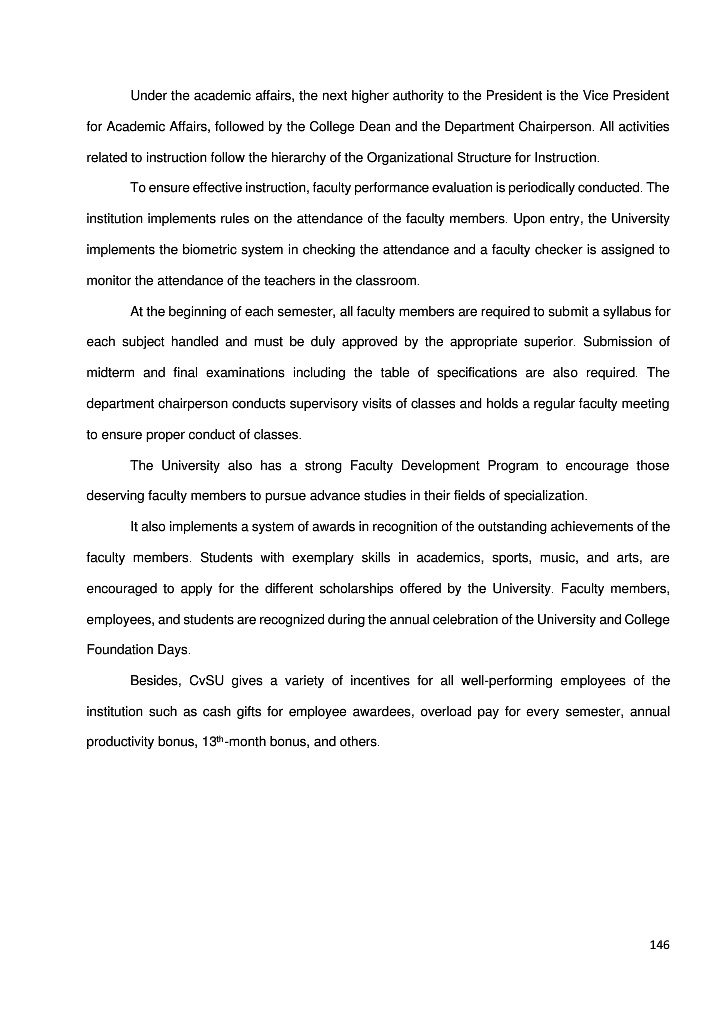 Under the academic affairs, the next higher authority to the President is the Vice President
for Academic Affairs, followed by the College Dean and the Department Chairperson. All activities
related to instruction follow the hierarchy of the Organizational Structure for Instruction.
To ensure effective instruction, faculty performance evaluation is periodically conducted. The
institution implements rules on the attendance of the faculty members. Upon entry, the University
implements the biometric system in checking the attendance and a faculty checker is assigned to
monitor the attendance of the teachers in the classroom.
At the beginning of each semester, all faculty members are required to submit a syllabus for
each subject handled and must be duly approved by the appropriate superior. Submission of
midterm and final examinations including the table of specifications are also required. The
department chairperson conducts supervisory visits of classes and holds a regular faculty meeting
to ensure proper conduct of classes.
The University also has a strong Faculty Development Program to encourage those
deserving faculty members to pursue advance studies in their fields of specialization.
It also implements a system of awards in recognition of the outstanding achievements of the
faculty members. Students with exemplary skills in academics, sports, music, and arts, are
encouraged to apply for the different scholarships offered by the University. Faculty members,
employees, and students are recognized during the annual celebration of the University and College
Foundation Days.
Besides, CvSU gives a variety of incentives for all well-performing employees of the
institution such as cash gifts for employee awardees, overload pay for every semester, annual
productivity bonus, 13th-month bonus, and others.
146